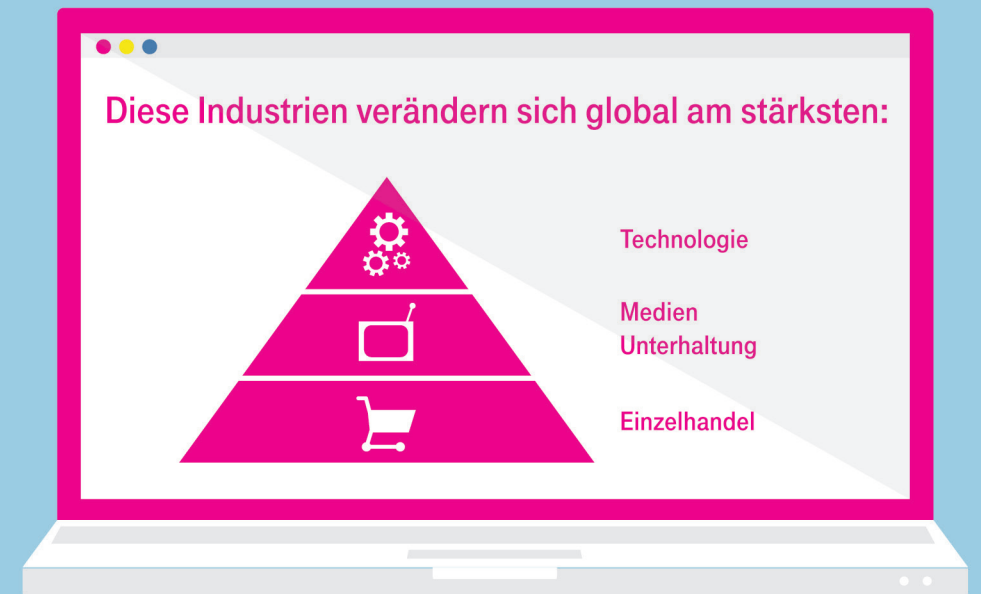 Diese Industrien verändern sich global am stärksten:
Technologie
Medien
Unterhaltung
Einzelhandel